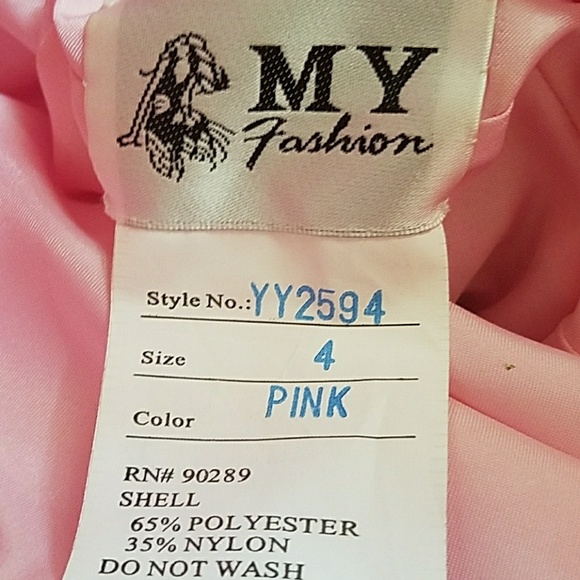 MY
Fashion
Style No.: YY2594
Size 4
Color PINK
RN# 90289
SHELL
65% POLYESTER
35% NYLON
DO NOT WASH